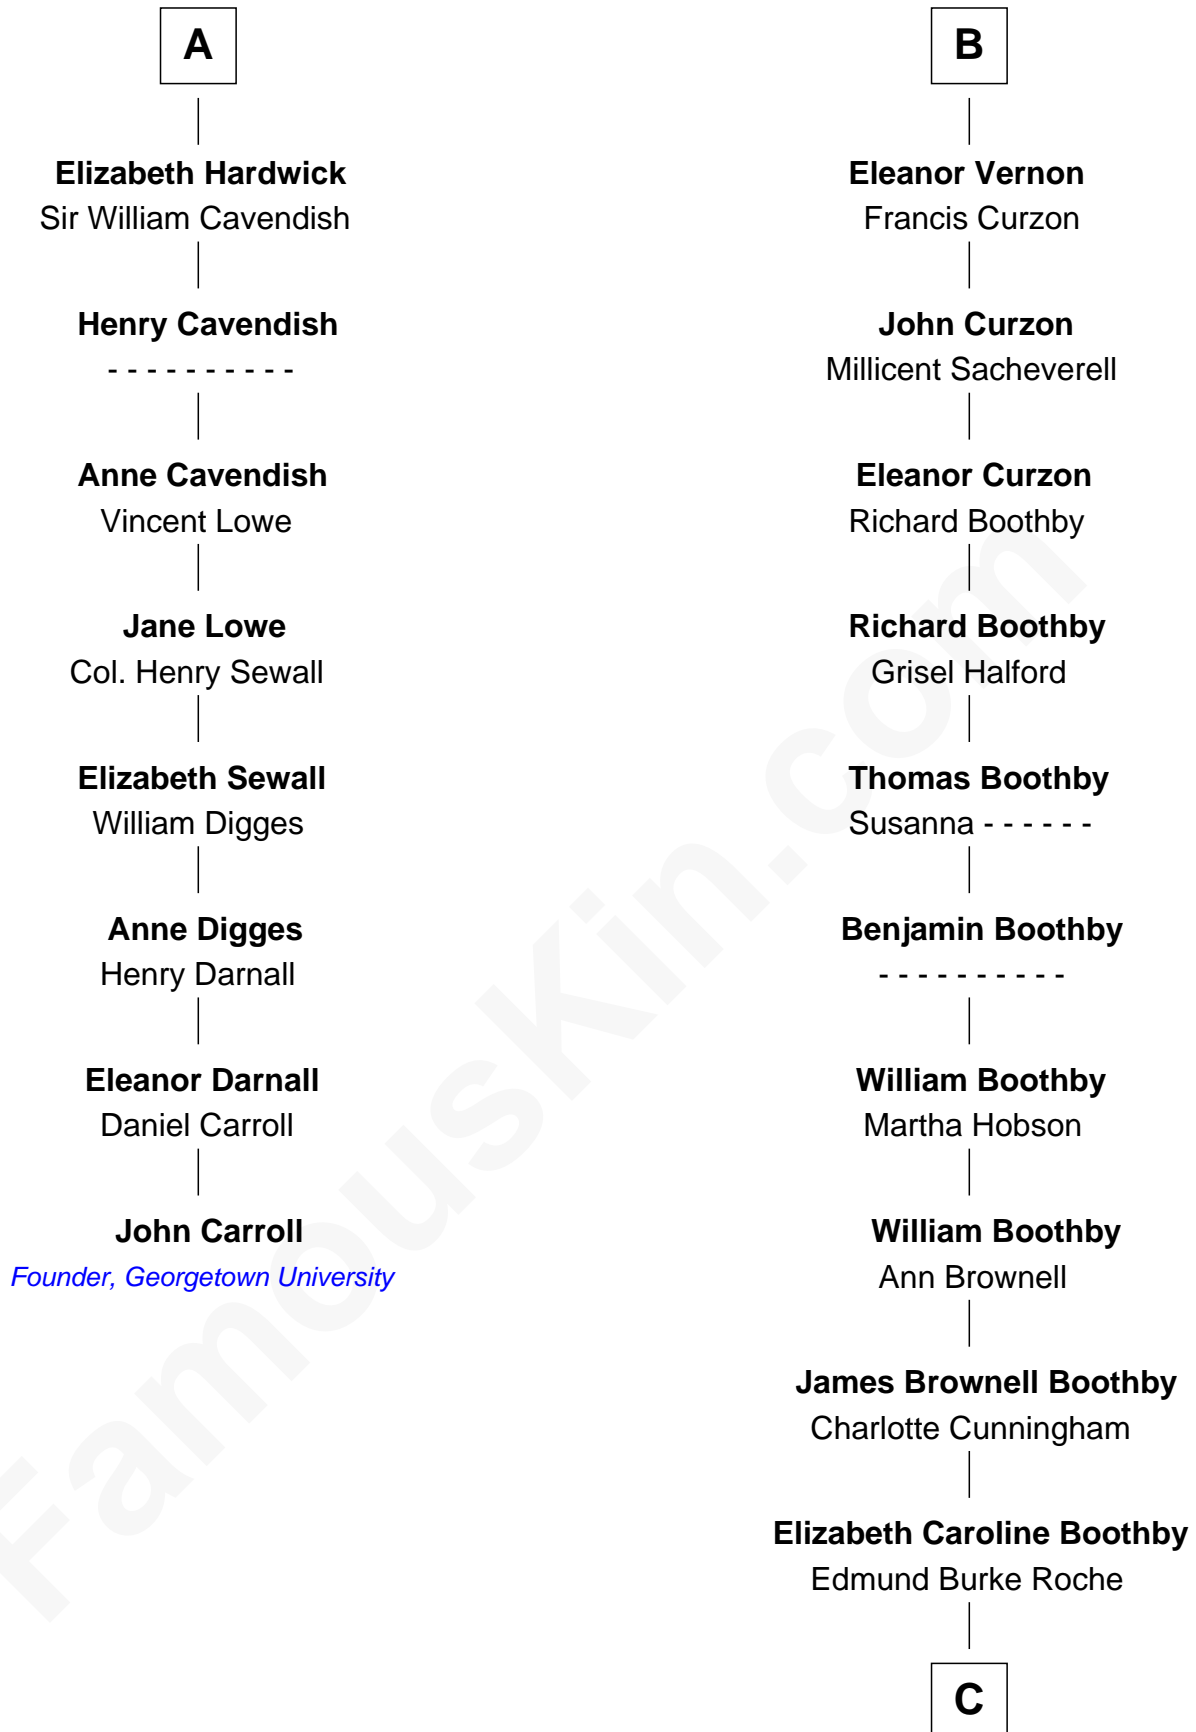 A
Elizabeth Hardwick
Sir William Cavendish
Henry Cavendish
- - - - - - - - - -
Anne Cavendish
Vincent Lowe
Jane Lowe
Col. Henry Sewall
Elizabeth Sewall
William Digges
Anne Digges
Henry Darnall
Eleanor Darnall
Daniel Carroll
John Carroll
Founder, Georgetown University
B
Eleanor Vernon
Francis Curzon
John Curzon
Millicent Sacheverell
Eleanor Curzon
Richard Boothby
Richard Boothby
Grisel Halford
Thomas Boothby
Susanna - - - - - -
Benjamin Boothby
- - - - - - - - - -
William Boothby
Martha Hobson
William Boothby
Ann Brownell
James Brownell Boothby
Charlotte Cunningham
Elizabeth Caroline Boothby
Edmund Burke Roche
C
FamousKin.com